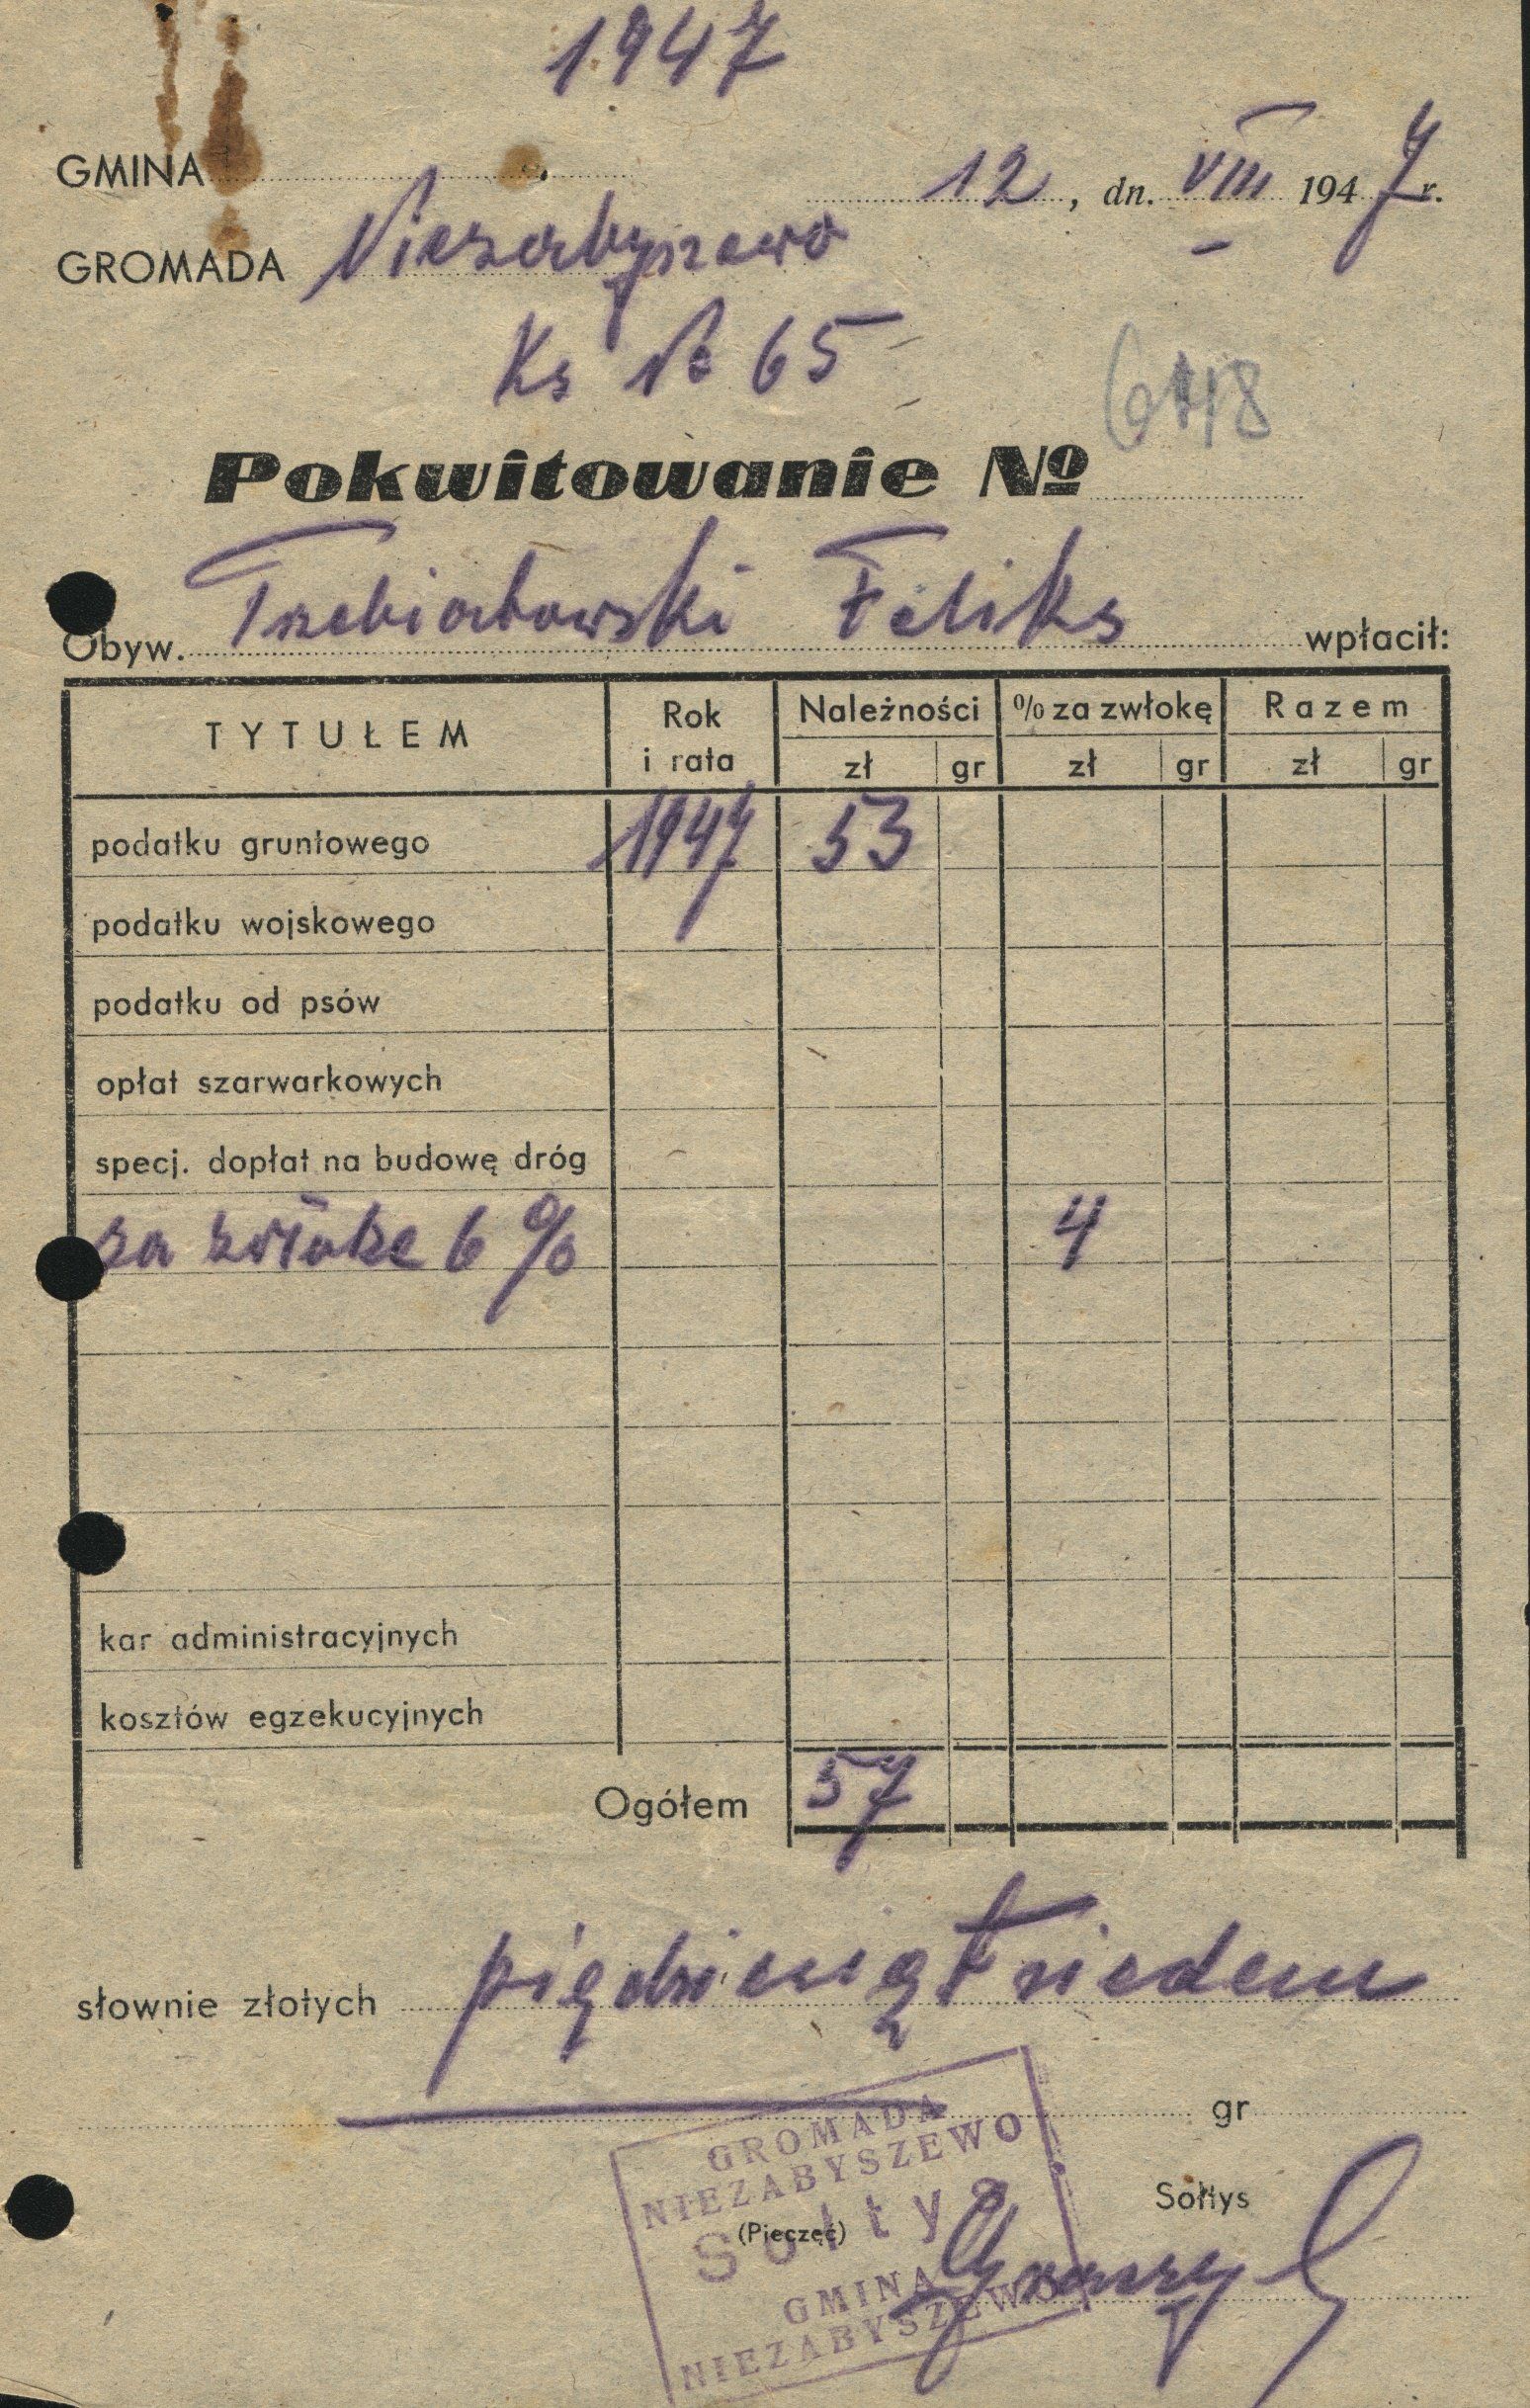 1947
GMINA
12, dn. VIII 1947 r.
GROMADA Niezabyszewo
Ks № 65
648
Pokwitowanie №
Obyw. Trzebiatowski Feliks wpłacił:
TYTUŁEM Rok i rata Należności % za zwłokę Razem
zł gr zł gr zł gr
podatku gruntowego 1947 53
podatku wojskowego
podatku od psów
opłat szarwarkowych
specj. dopłat na budowę dróg
za 6 % 4
kar administracyjnych
kosztów egzekucyjnych
Ogółem 57
słownie złotych siedem
gr
GROMADA
NIEZABYSZEWO
Sołtys
(Pieczęć)
Sołtys
GMINA
NIEZABYSZEWO